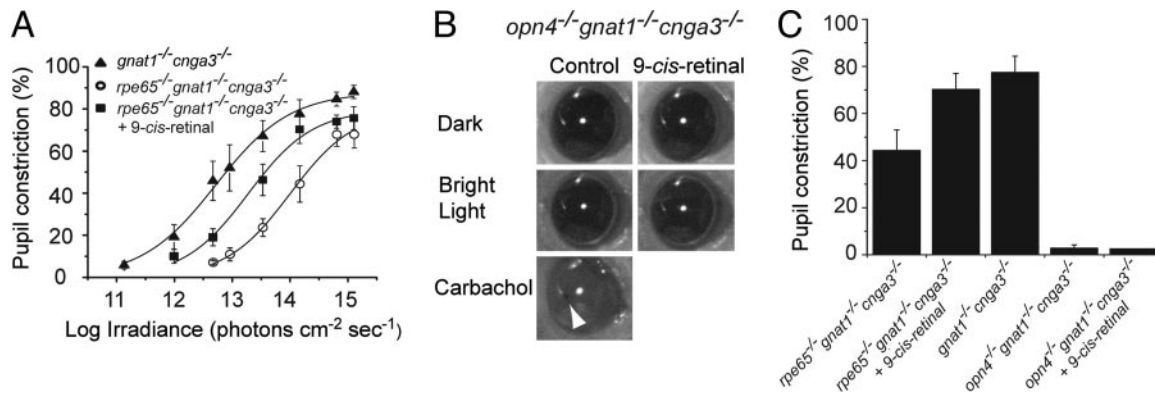 A
gnat1-/-cnga3-/-
rpe65-/-gnat1-/-cnga3-/-
rpe65-/-gnat1-/-cnga3-/-
+ 9-cis-retinal
Pupil constriction (%)
100
80
60
40
20
0
11 12 13 14 15
Log Irradiance (photons cm-2 sec-1)
B
opn4-/-gnat1-/-cnga3-/-
Control 9-cis-retinal
Dark
Bright
Light
Carbachol
C
Pupil constriction (%)
100
80
60
40
20
0
rpe65-/- gnat1-/- cnga3-/-
rpe65-/- gnat1-/- cnga3-/-
+ 9-cis-retinal
gnat1-/- cnga3-/-
opn4-/- gnat1-/- cnga3-/-
opn4-/- gnat1-/- cnga3-/-
+ 9-cis-retinal